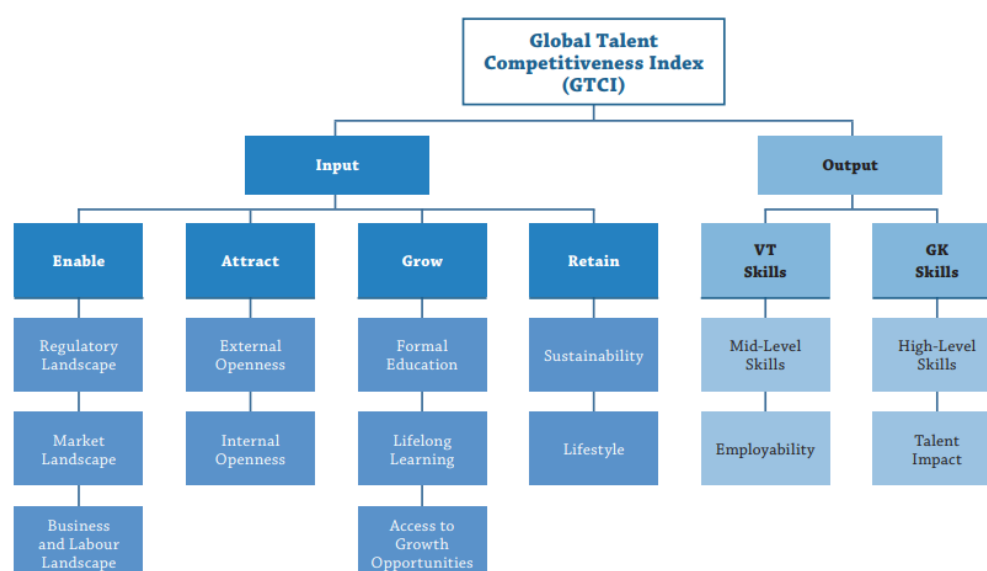 Global Talent
Competitiveness Index
(GTCI)
Input
Output
Enable
Attract
Grow
Retain
VT
Skills
GK
Skills
Regulatory
Landscape
External
Openness
Formal
Education
Sustainability
Mid-Level
Skills
High-Level
Skills
Market
Landscape
Internal
Openness
Lifelong
Learning
Lifestyle
Employability
Talent
Impact
Business
and Labour
Landscape
Access to
Growth
Opportunities